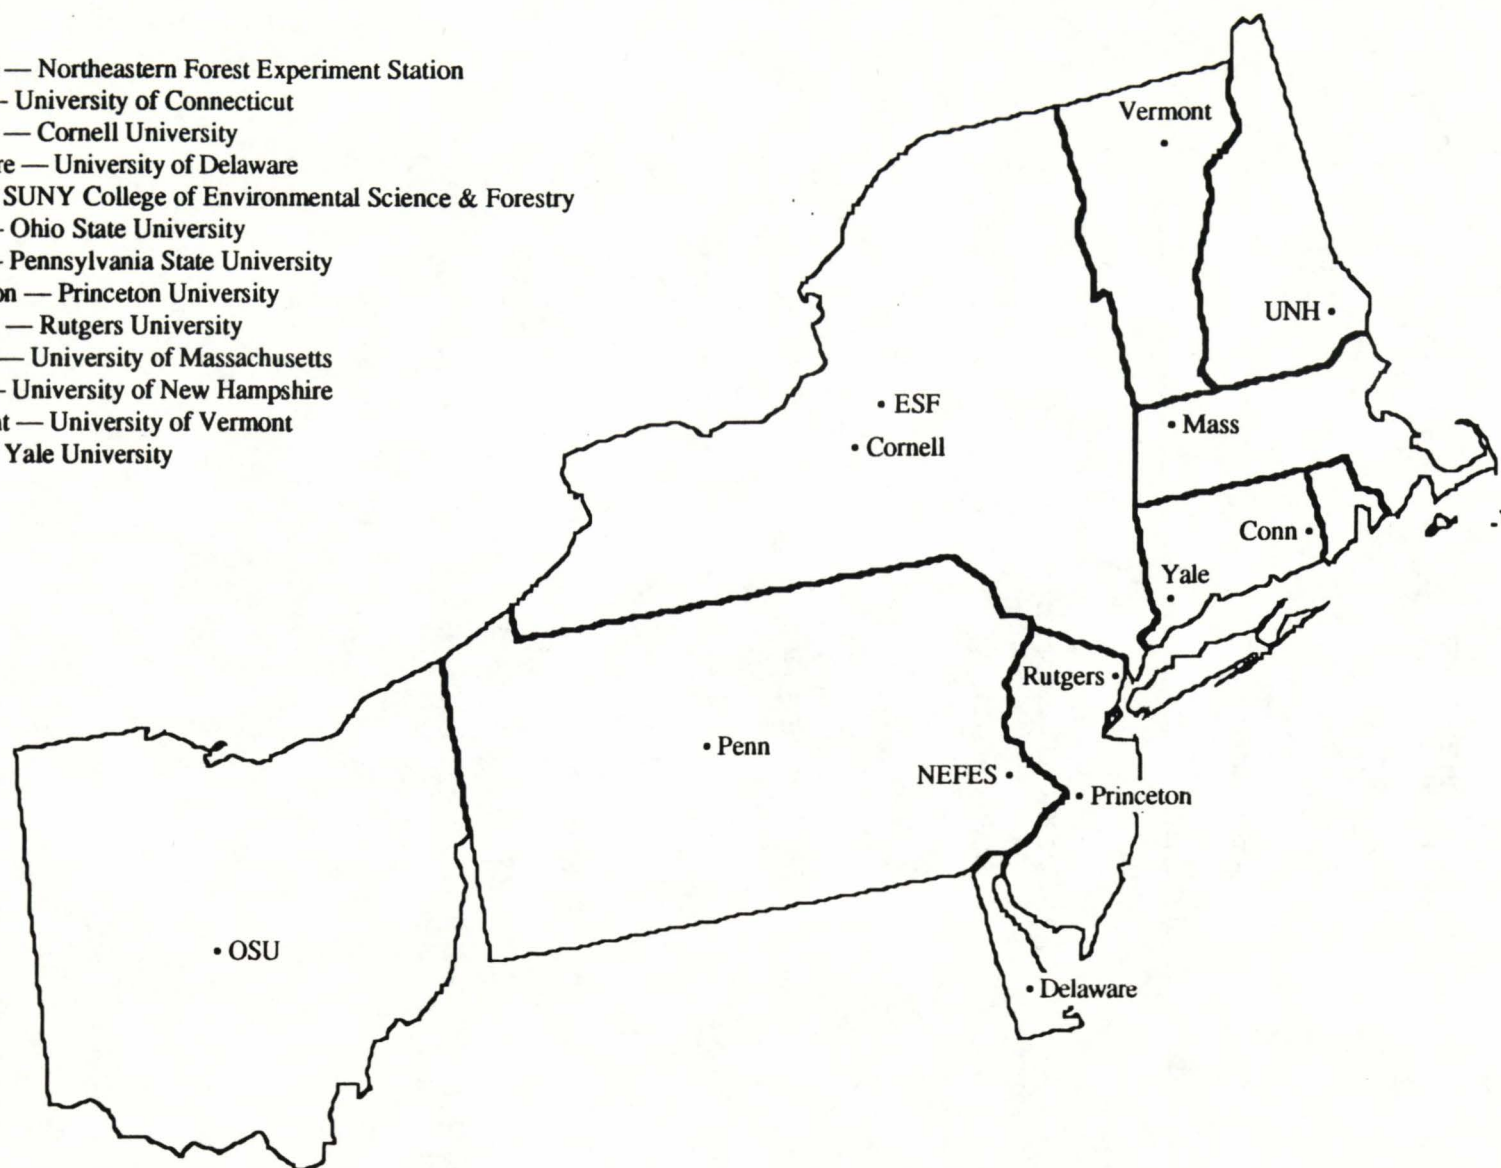 — Northeastern Forest Experiment Station
- University of Connecticut
— Cornell University
re — University of Delaware
SUNY College of Environmental Science & Forestry
- Ohio State University
- Pennsylvania State University
on — Princeton University
— Rutgers University
— University of Massachusetts
- University of New Hampshire
nt — University of Vermont
Yale University
Vermont
UNH
ESF
Mass
Cornell
Conn
Yale
Rutgers
Penn
NEFES
Princeton
OSU
Delaware